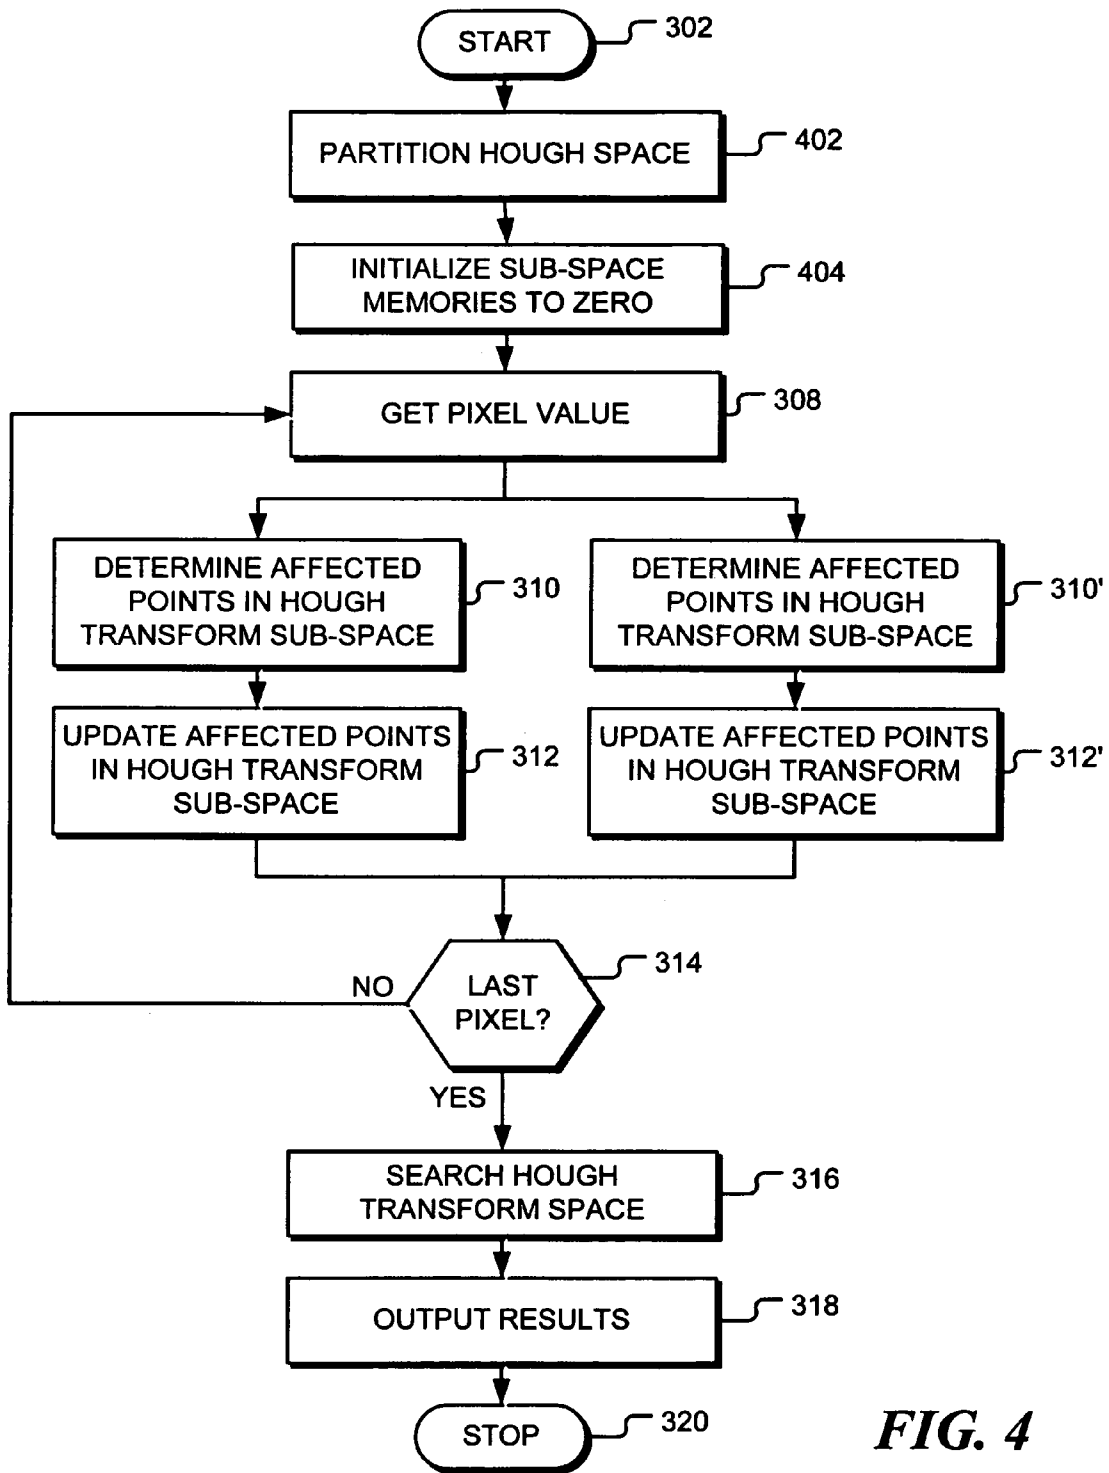 START
302
PARTITION HOUGH SPACE
402
INITIALIZE SUB-SPACE
MEMORIES TO ZERO
404
GET PIXEL VALUE
308
DETERMINE AFFECTED
POINTS IN HOUGH
TRANSFORM SUB-SPACE
310
DETERMINE AFFECTED
POINTS IN HOUGH
TRANSFORM SUB-SPACE
310'
UPDATE AFFECTED POINTS
IN HOUGH TRANSFORM
SUB-SPACE
312
UPDATE AFFECTED POINTS
IN HOUGH TRANSFORM
SUB-SPACE
312'
LAST
PIXEL?
314
NO
YES
SEARCH HOUGH
TRANSFORM SPACE
316
OUTPUT RESULTS
318
STOP
320
FIG. 4